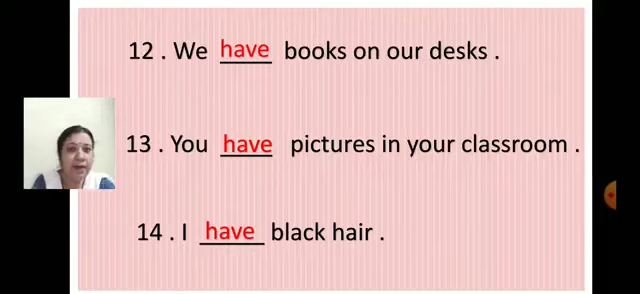 12 . We have books on our desks .
13 . You have pictures in your classroom .
14 . I have black hair .